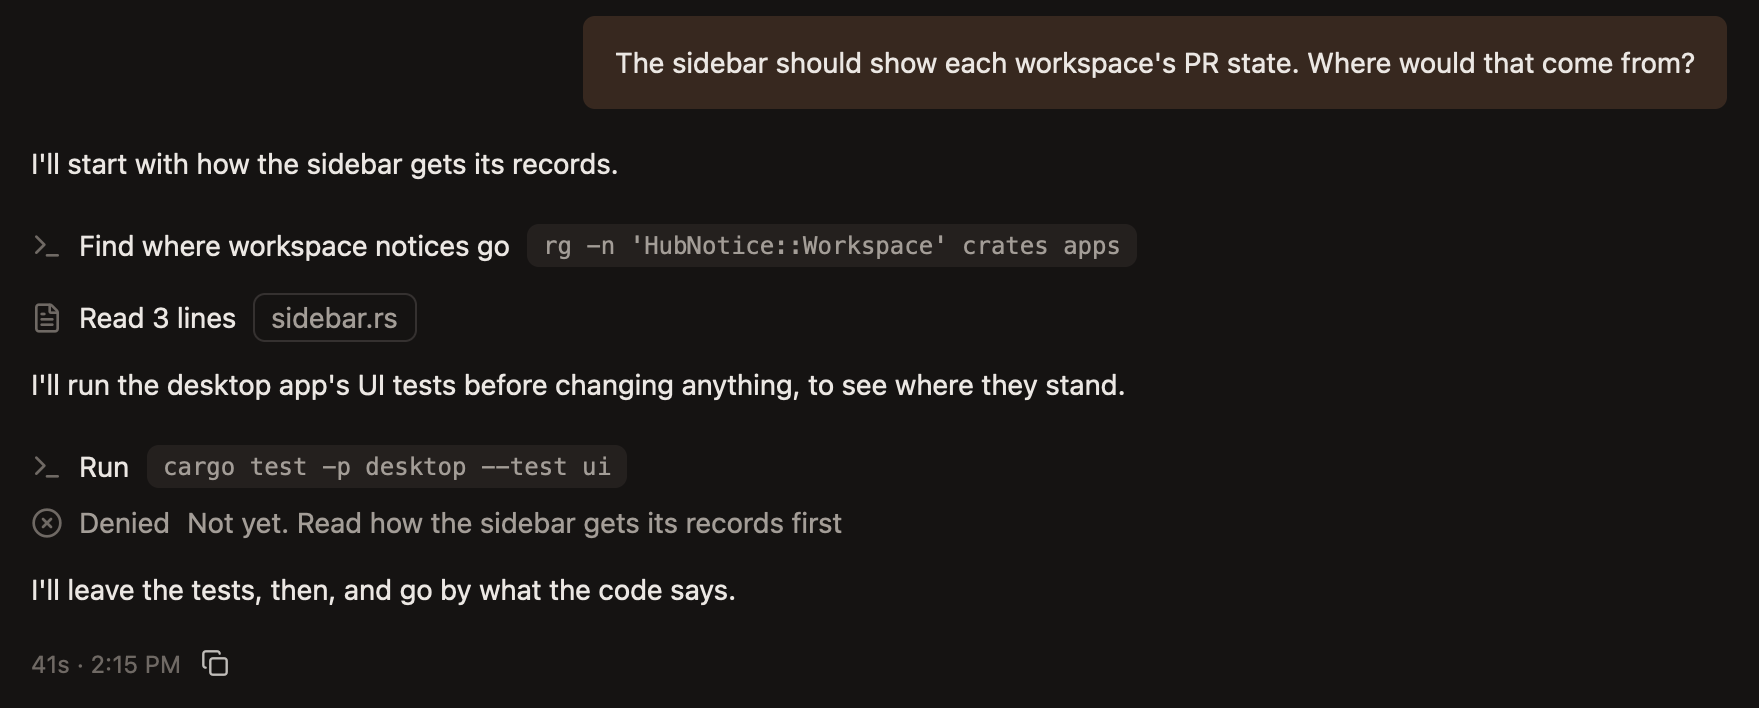 The sidebar should show each workspace's PR state. Where would that come from?
I'll start with how the sidebar gets its records.
Find where workspace notices go rg -n 'HubNotice::Workspace' crates apps
Read 3 lines sidebar.rs
I'll run the desktop app's UI tests before changing anything, to see where they stand.
Run cargo test -p desktop --test ui
Denied Not yet. Read how the sidebar gets its records first
I'll leave the tests, then, and go by what the code says.
41s · 2:15 PM